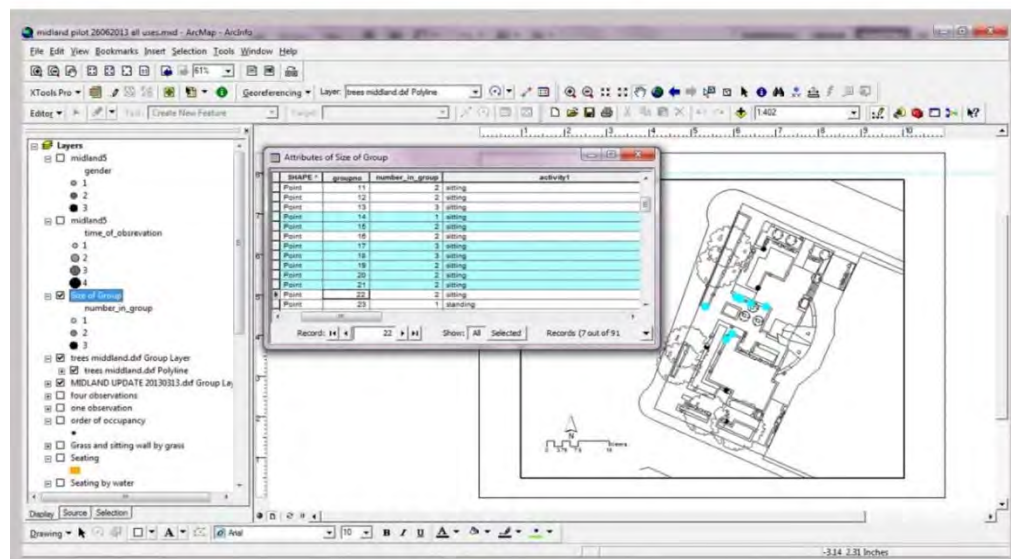 midland pilot 26062013 all uses.mxd - ArcMap - ArcInfo
File Edit View Bookmarks Insert Selection Tools Window Help
61%
XTools Pro Georeferencing Layer: trees middland.dxf Polyline
Editor Task: Create New Feature Target: 1:402
Layers
midland5
gender
1
2
3
midland5
time_of_obsrevation
1
2
3
4
Size of Group
number_in_group
1
2
3
trees middland.dxf Group Layer
trees middland.dxf Polyline
MIDLAND UPDATE 20130313.dxf Group La
four observations
one observation
order of occupancy
Grass and sitting wall by grass
Seating
Seating by water
Display Source Selection
Attributes of Size of Group
SHAPE * groupno number_in_group activity1
Point 11 2 sitting
Point 12 2 sitting
Point 13 3 sitting
Point 14 1 sitting
Point 15 2 sitting
Point 16 2 sitting
Point 17 3 sitting
Point 18 3 sitting
Point 19 2 sitting
Point 20 2 sitting
Point 21 2 sitting
Point 22 2 sitting
Point 23 1 standing
Record: 22 Show: All Selected Records (7 out of 91
N
Drawing Arial 10 B I U A
-3.14 2.31 Inches